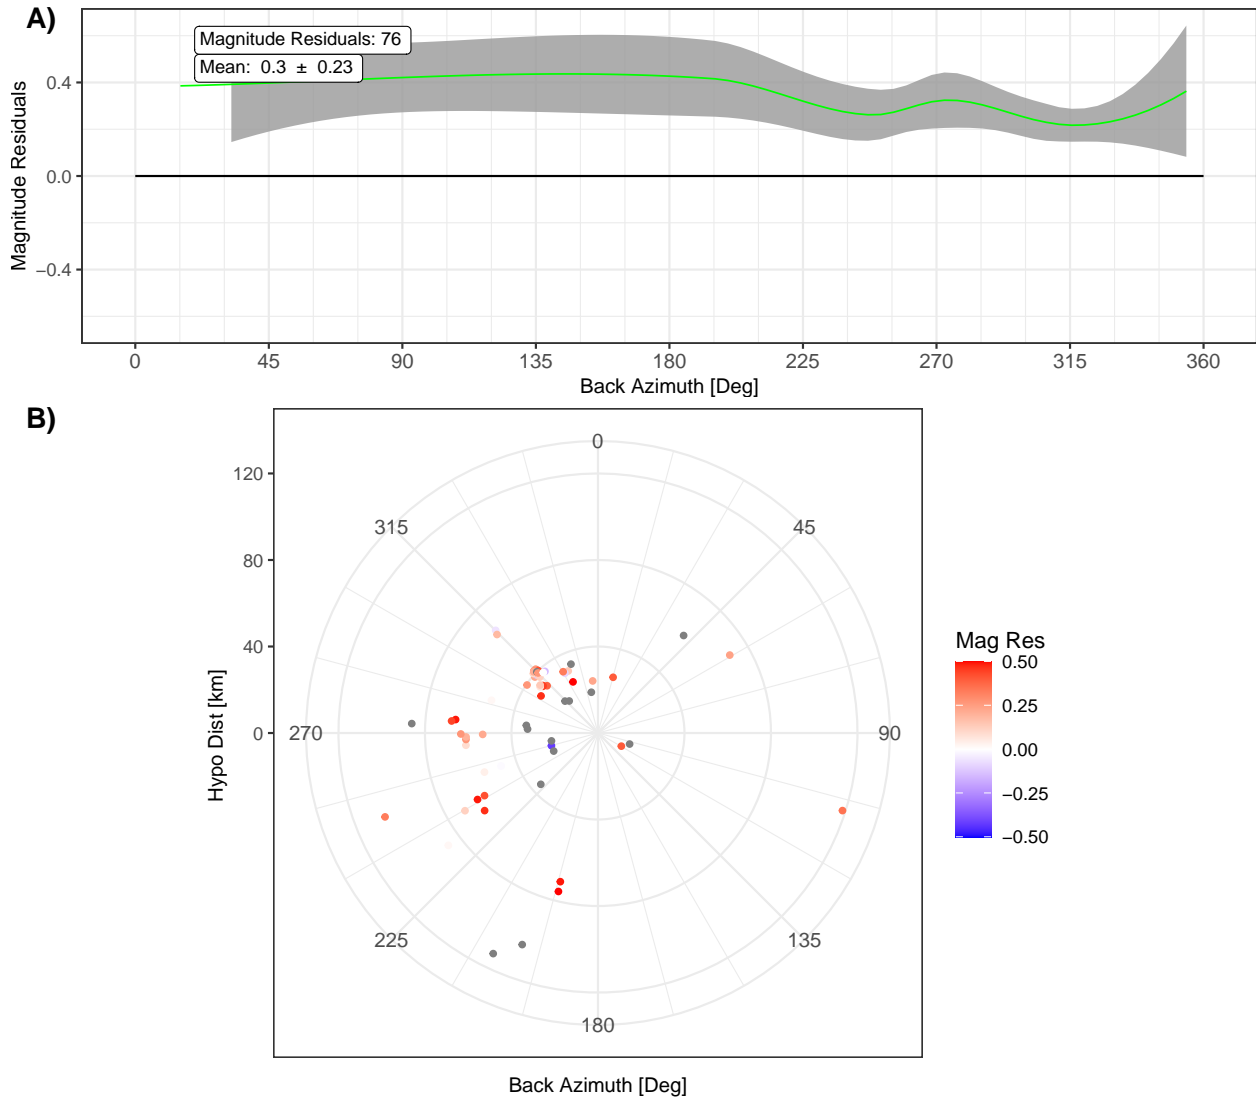 A)
Magnitude Residuals: 76
Mean:  0.3  ±  0.23
Magnitude Residuals
0.4
0.0
−0.4
0 45 90 135 180 225 270 315 360
Back Azimuth [Deg]
B)
Hypo Dist [km]
120
80
40
0
0
45
90
135
180
225
270
315
Back Azimuth [Deg]
Mag Res
0.50
0.25
0.00
−0.25
−0.50